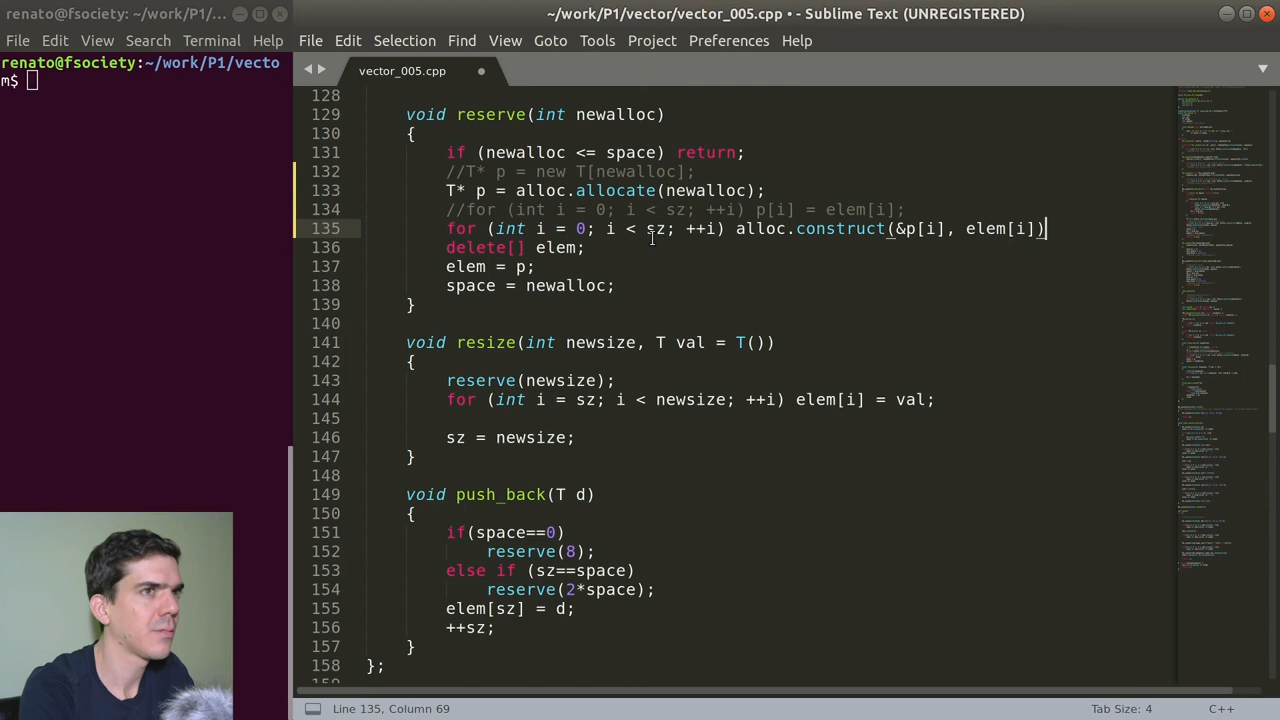 renato@fsociety: ~/work/P1/...
File Edit View Search Terminal Help
renato@fsociety:~/work/P1/vecto
m$
~/work/P1/vector/vector_005.cpp • - Sublime Text (UNREGISTERED)
File Edit Selection Find View Goto Tools Project Preferences Help
vector_005.cpp
128
129 void reserve(int newalloc)
130 {
131 if (newalloc <= space) return;
132 //T* p = new T[newalloc];
133 T* p = alloc.allocate(newalloc);
134 //for (int i = 0; i < sz; ++i) p[i] = elem[i];
135 for (int i = 0; i < sz; ++i) alloc.construct(&p[i], elem[i])
136 delete[] elem;
137 elem = p;
138 space = newalloc;
139 }
140
141 void resize(int newsize, T val = T())
142 {
143 reserve(newsize);
144 for (int i = sz; i < newsize; ++i) elem[i] = val;
145
146 sz = newsize;
147 }
148
149 void push_back(T d)
150 {
151 if(space==0)
152 reserve(8);
153 else if (sz==space)
154 reserve(2*space);
155 elem[sz] = d;
156 ++sz;
157 }
158 };
Line 135, Column 69
Tab Size: 4
C++